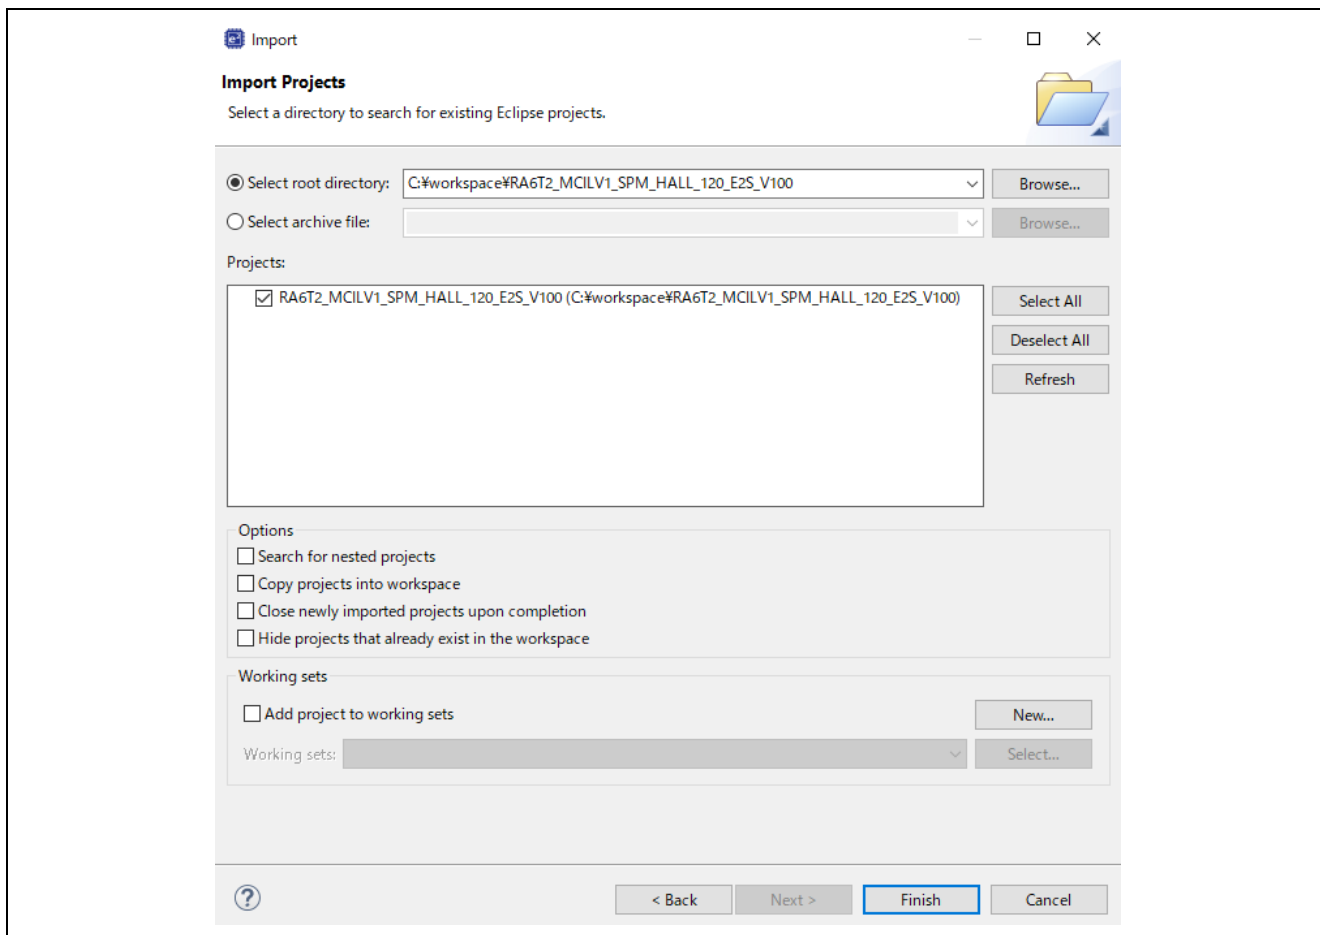 Import
Import Projects
Select a directory to search for existing Eclipse projects.
Select root directory: C:¥workspace¥RA6T2_MCILV1_SPM_HALL_120_E2S_V100 Browse...
Select archive file: Browse...
Projects:
RA6T2_MCILV1_SPM_HALL_120_E2S_V100 (C:¥workspace¥RA6T2_MCILV1_SPM_HALL_120_E2S_V100)
Select All
Deselect All
Refresh
Options
Search for nested projects
Copy projects into workspace
Close newly imported projects upon completion
Hide projects that already exist in the workspace
Working sets
Add project to working sets New...
Working sets: Select...
? < Back Next > Finish Cancel